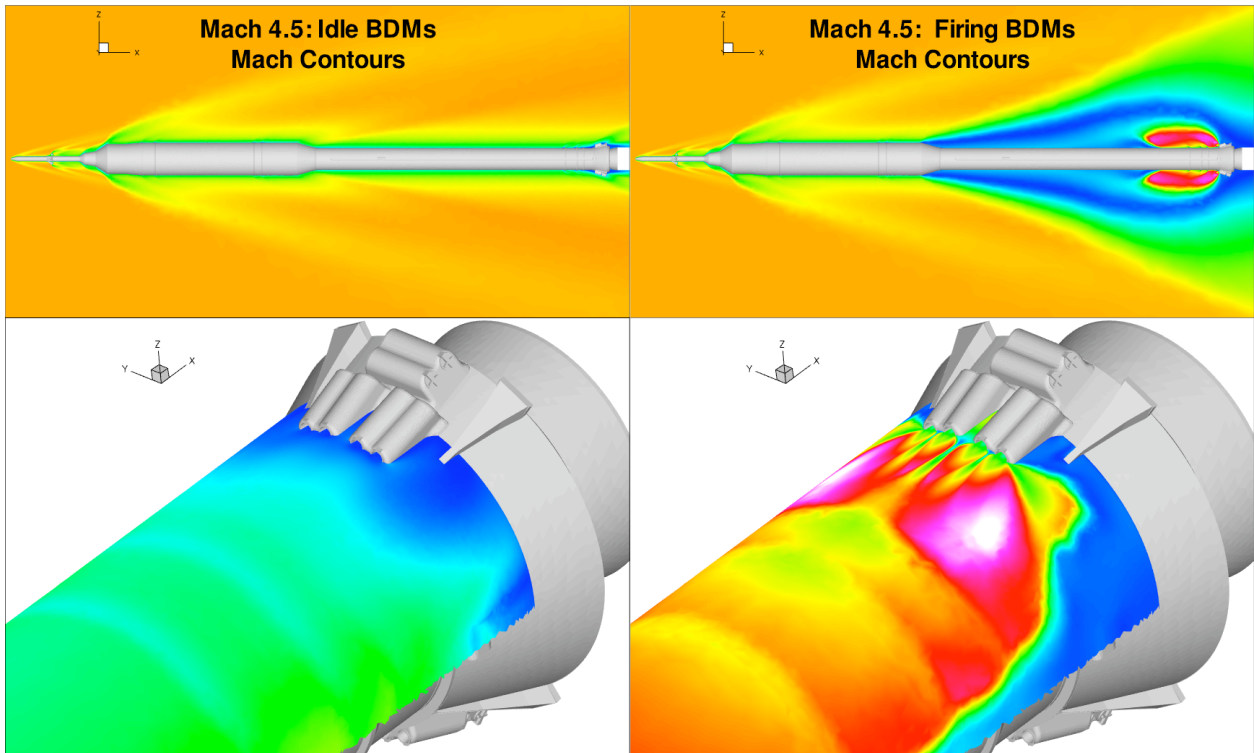 Mach 4.5: Idle BDMs
Mach Contours
Z
Y X
Mach 4.5: Firing BDMs
Mach Contours
Z
Y X
Z
Y X
Z
Y X